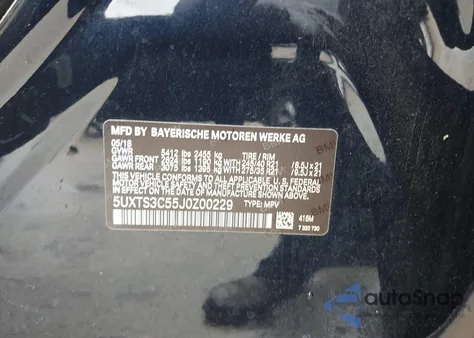 MFD BY BAYERISCHE MOTOREN WERKE AG
05/18
GVWR 5412 lbs 2455 kg TIRE / RIM
GAWR FRONT 2624 lbs 1190 KG WITH 245/40 R21 / 8.5J x 21
GAWR REAR 3075 lbs 1395 KG WITH 275/35 R21 / 9.5J x 21
THIS VEHICLE CONFORMS TO ALL APPLICABLE
FEDERAL MOTOR VEHICLE SAFETY AND THEFT
PREVENTION STANDARDS IN EFFECT ON THE DATE OF
MANUFACTURE SHOWN ABOVE.
5UXTS3C55J0Z00229 TYPE: MPV
416M
7 320 730
autoSnap